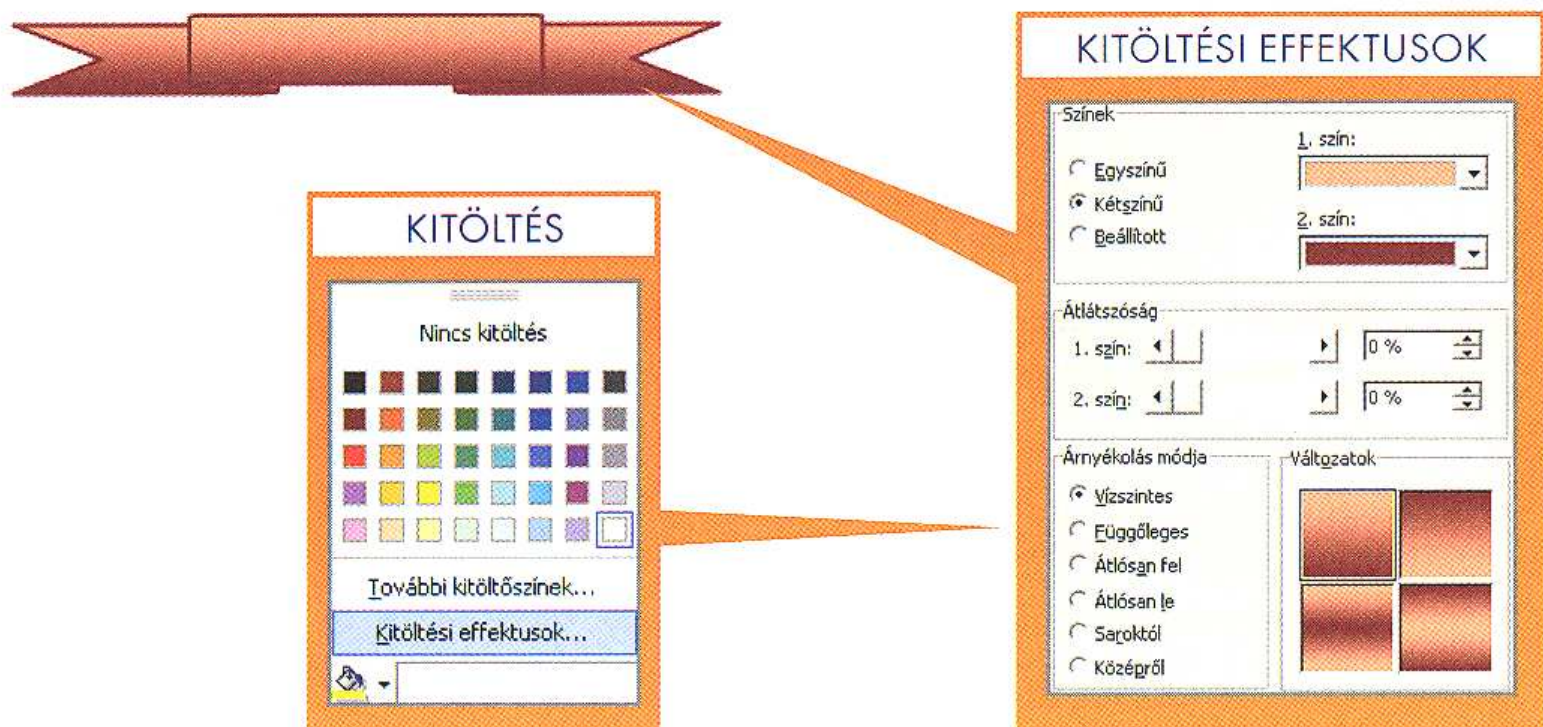 KITÖLTÉS
Nincs kitöltés
További kitöltőszínek...
Kitöltési effektusok...
KITÖLTÉSI EFFEKTUSOK
Színek
Egyszínű
Kétszínű
Beállított
1. szín:
2. szín:
Átlátszóság
1. szín: 0 %
2. szín: 0 %
Árnyékolás módja
Vízszintes
Függőleges
Átlósan fel
Átlósan le
Saroktól
Középről
Változatok